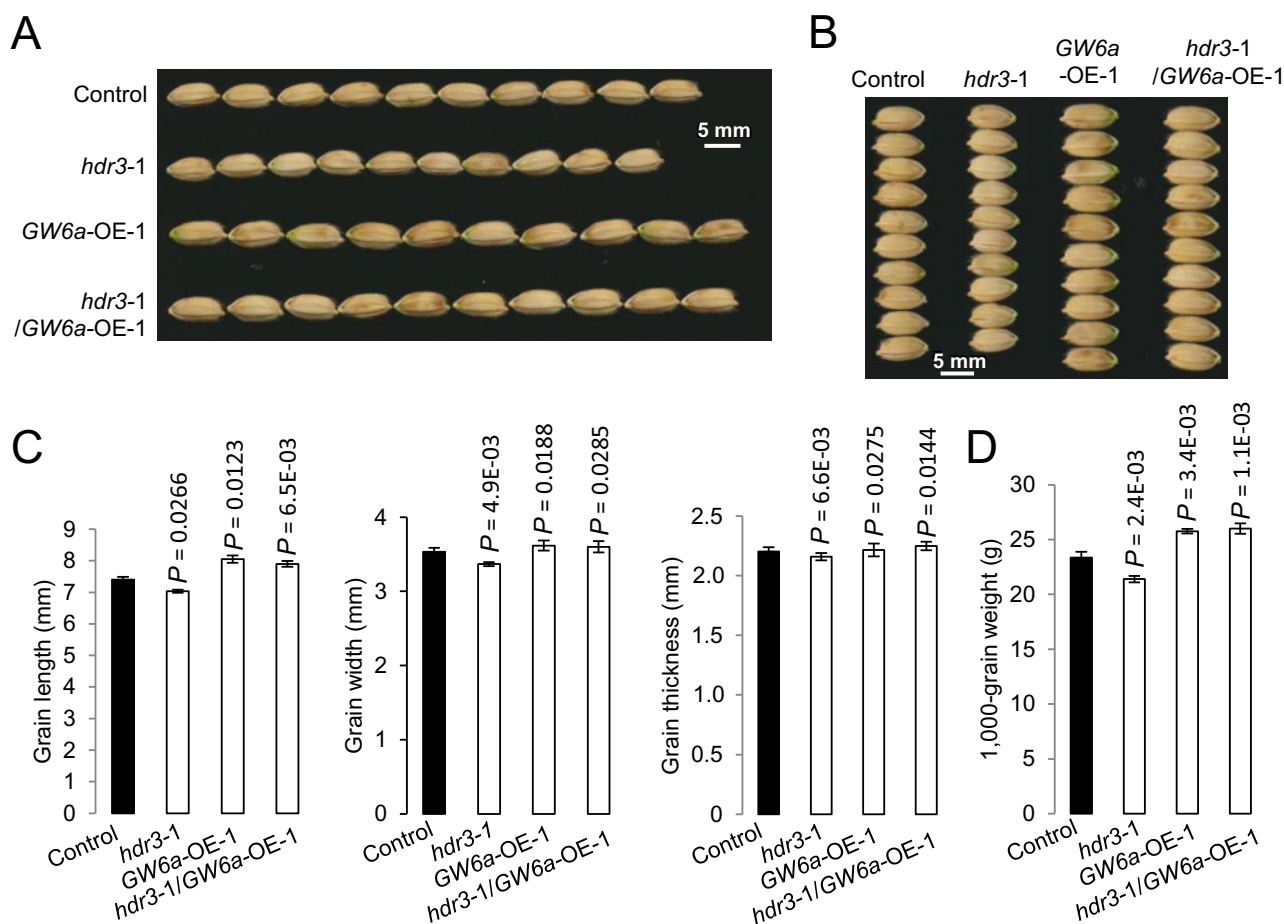 A
Control
hdr3-1
GW6a-OE-1
hdr3-1
/GW6a-OE-1
5 mm
B
Control
hdr3-1
GW6a
-OE-1
hdr3-1
/GW6a-OE-1
5 mm
C
Grain length (mm)
9
8
7
6
5
4
3
2
1
0
P = 0.0266
P = 0.0123
P = 6.5E-03
Control
hdr3-1
GW6a-OE-1
hdr3-1/GW6a-OE-1
Grain width (mm)
4
3
2
1
0
P = 4.9E-03
P = 0.0188
P = 0.0285
Control
hdr3-1
GW6a-OE-1
hdr3-1/GW6a-OE-1
Grain thickness (mm)
2.5
2.0
1.5
1.0
0.5
0
P = 6.6E-03
P = 0.0275
P = 0.0144
Control
hdr3-1
GW6a-OE-1
hdr3-1/GW6a-OE-1
D
1,000-grain weight (g)
30
25
20
15
10
5
0
P = 2.4E-03
P = 3.4E-03
P = 1.1E-03
Control
hdr3-1
GW6a-OE-1
hdr3-1/GW6a-OE-1